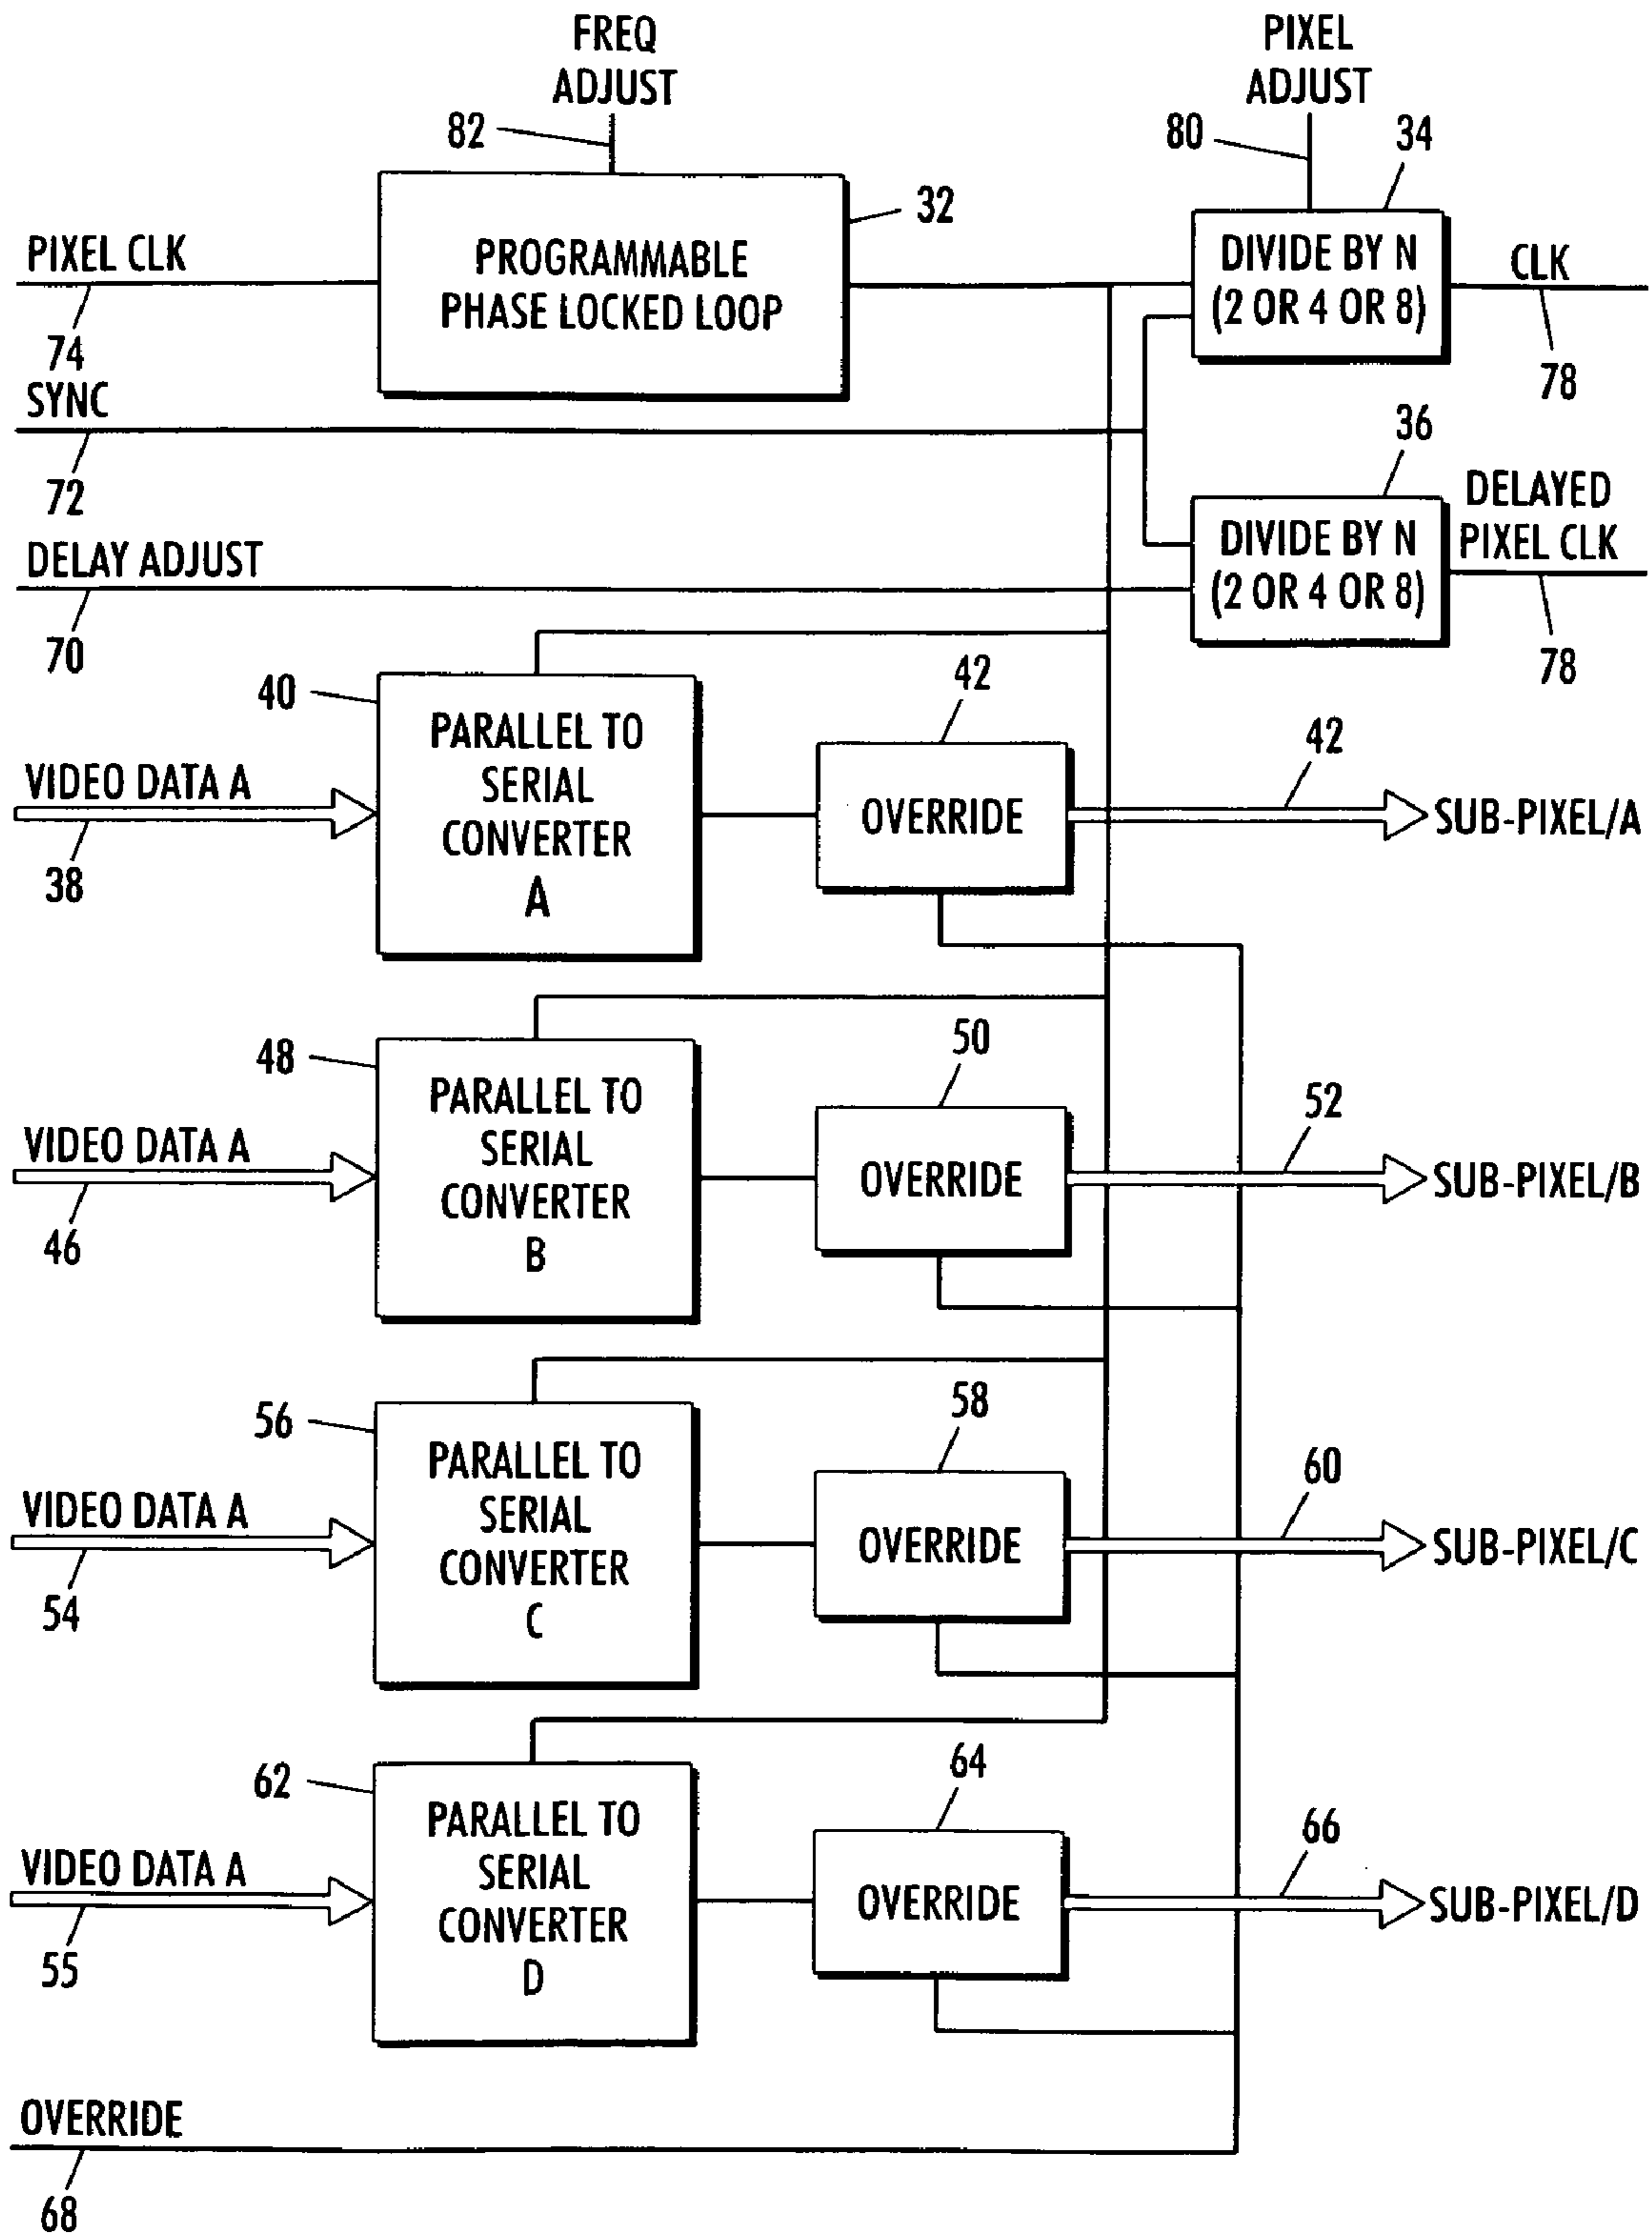 FREQ
ADJUST
PIXEL
ADJUST
82
80
34
32
PIXEL CLK
PROGRAMMABLE
PHASE LOCKED LOOP
DIVIDE BY N
(2 OR 4 OR 8)
CLK
74
78
SYNC
72
36
DELAYED
PIXEL CLK
DIVIDE BY N
(2 OR 4 OR 8)
DELAY ADJUST
70
78
40
42
PARALLEL TO
SERIAL
CONVERTER
A
VIDEO DATA A
38
OVERRIDE
42
SUB-PIXEL/A
48
50
PARALLEL TO
SERIAL
CONVERTER
B
VIDEO DATA A
46
OVERRIDE
52
SUB-PIXEL/B
56
58
PARALLEL TO
SERIAL
CONVERTER
C
VIDEO DATA A
54
OVERRIDE
60
SUB-PIXEL/C
62
64
PARALLEL TO
SERIAL
CONVERTER
D
VIDEO DATA A
55
OVERRIDE
66
SUB-PIXEL/D
OVERRIDE
68